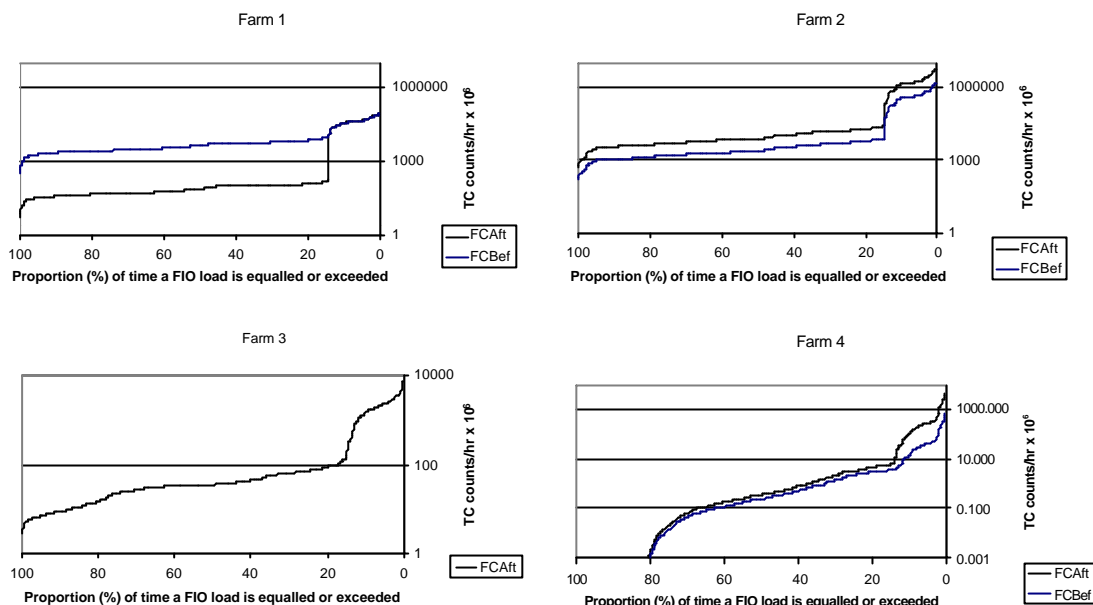 Farm 1
1000000
1000
1
TC counts/hr x 10⁶
100 80 60 40 20 0
FCAft
FCBef
Proportion (%) of time a FIO load is equalled or exceeded
Farm 2
1000000
1000
1
TC counts/hr x 10⁶
100 80 60 40 20 0
FCAft
FCBef
Proportion (%) of time a FIO load is equalled or exceeded
Farm 3
10000
100
1
TC counts/hr x 10⁶
100 80 60 40 20 0
FCAft
Proportion (%) of time a FIO load is equalled or exceeded
Farm 4
1000.000
10.000
0.100
0.001
TC counts/hr x 10⁶
100 80 60 40 20 0
FCAft
FCBef
Proportion (%) of time a FIO load is equalled or exceeded